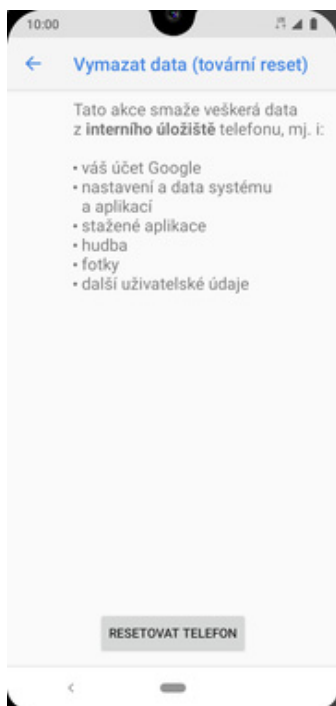 10:00
Vymazat data (tovární reset)
Tato akce smaže veškerá data
z interního úložiště telefonu, mj. i:
• váš účet Google
• nastavení a data systému
a aplikací
• stažené aplikace
• hudba
• fotky
• další uživatelské údaje
RESETOVAT TELEFON